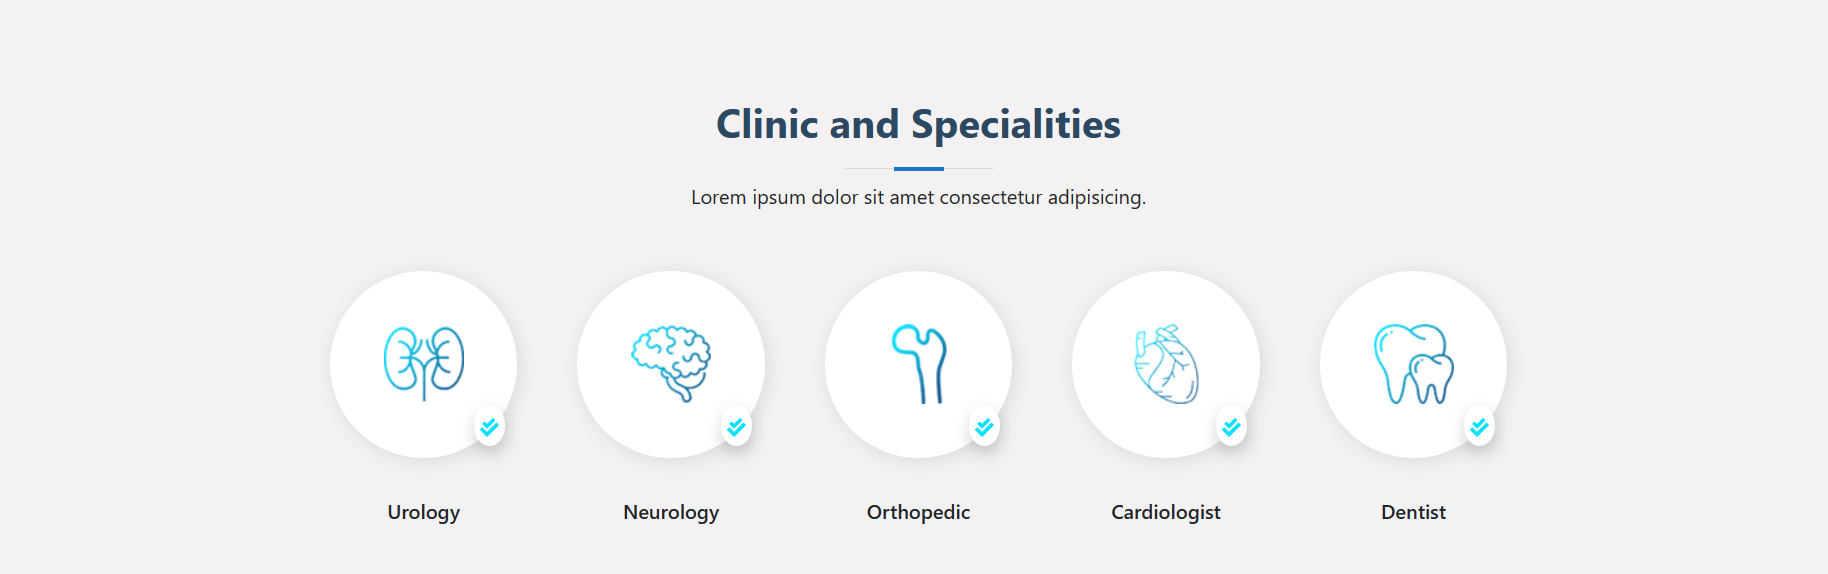 Clinic and Specialities
Lorem ipsum dolor sit amet consectetur adipisicing.
Urology
Neurology
Orthopedic
Cardiologist
Dentist